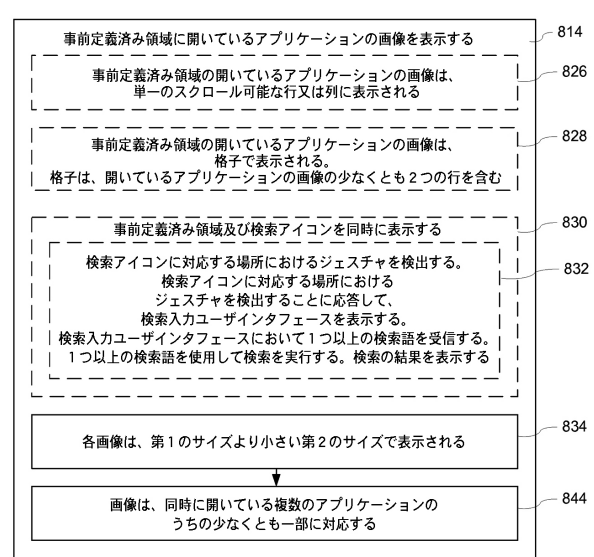 事前定義済み領域に開いているアプリケーションの画像を表示する
814
事前定義済み領域の開いているアプリケーションの画像は、
単一のスクロール可能な行又は列に表示される
826
事前定義済み領域の開いているアプリケーションの画像は、
格子で表示される。
格子は、開いているアプリケーションの画像の少なくとも2つの行を含む
828
事前定義済み領域及び検索アイコンを同時に表示する
830
検索アイコンに対応する場所におけるジェスチャを検出する。
検索アイコンに対応する場所における
ジェスチャを検出することに応答して、
検索入力ユーザインタフェースを表示する。
検索入力ユーザインタフェースにおいて1つ以上の検索語を受信する。
1つ以上の検索語を使用して検索を実行する。検索の結果を表示する
832
各画像は、第1のサイズより小さい第2のサイズで表示される
834
画像は、同時に開いている複数のアプリケーションの
うちの少なくとも一部に対応する
844